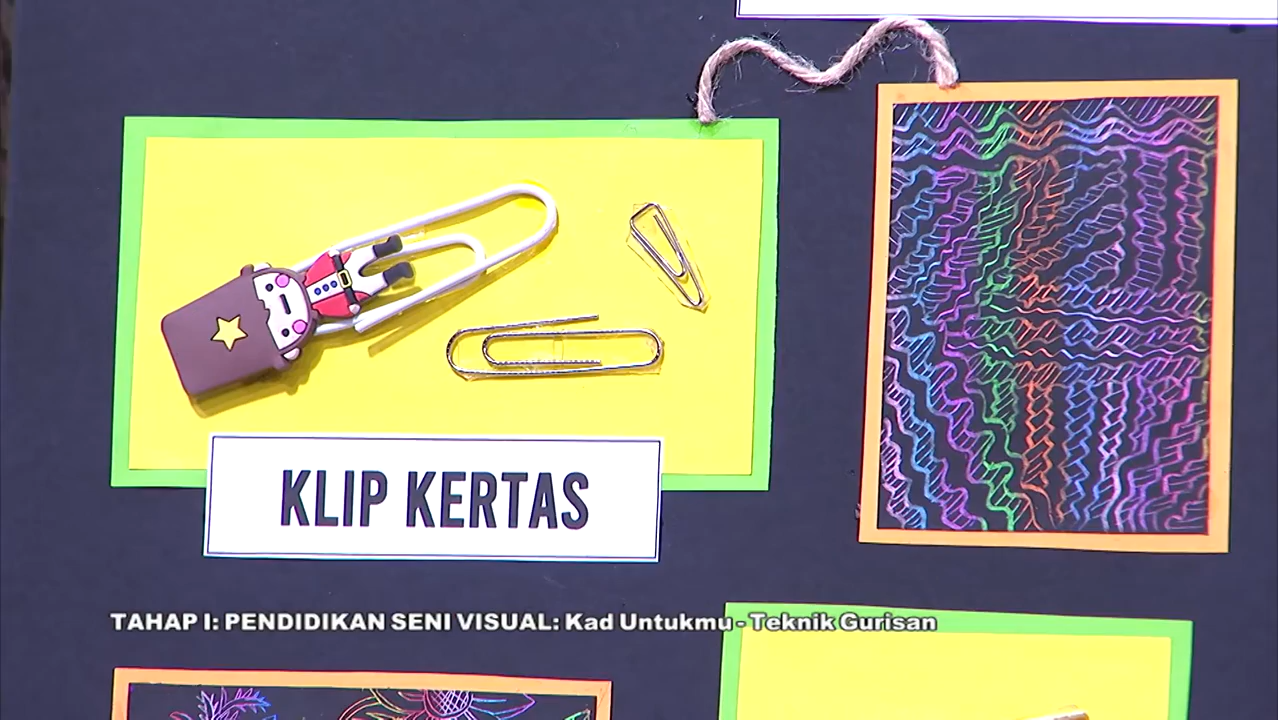 KLIP KERTAS
TAHAP I: PENDIDIKAN SENI VISUAL: Kad Untukmu - Teknik Gurisan